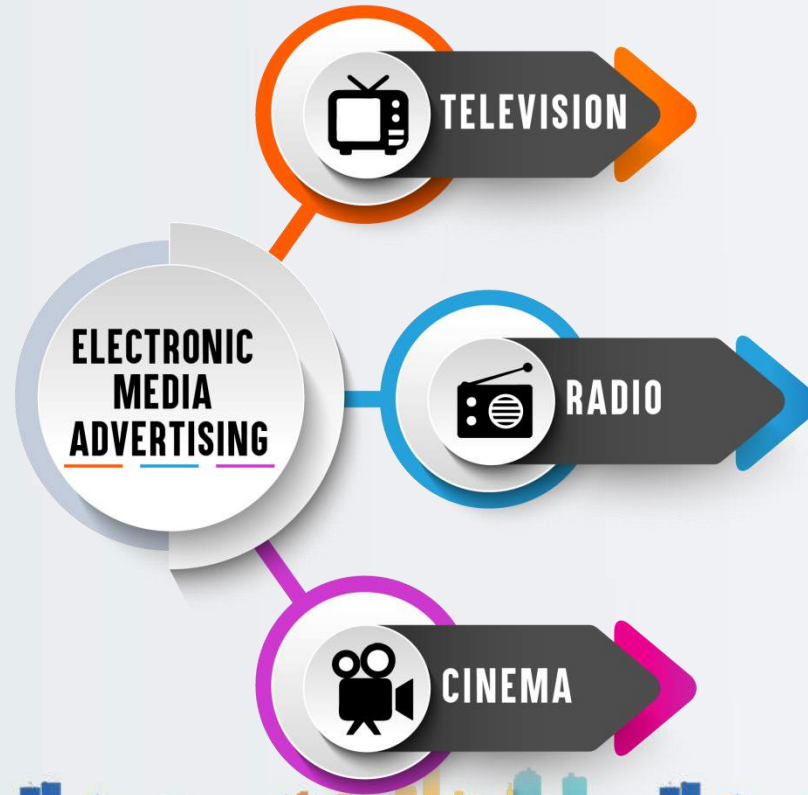 TELEVISION
ELECTRONIC
MEDIA
ADVERTISING
RADIO
CINEMA